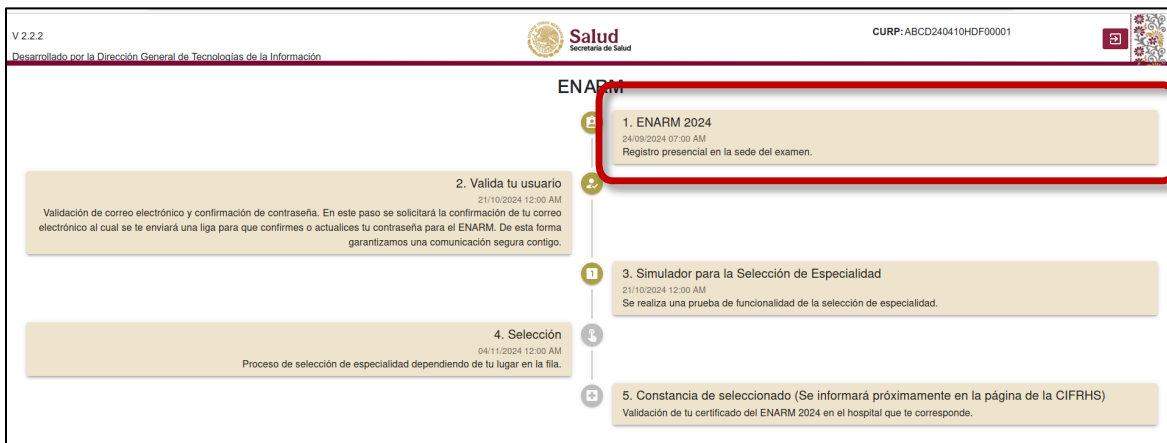 V 2.2.2
Desarrollado por la Dirección General de Tecnologías de la Información
Salud
Secretaría de Salud
CURP: ABCD240410HDF00001
ENARM
1. ENARM 2024
24/09/2024 07:00 AM
Registro presencial en la sede del examen.
2. Valida tu usuario
21/10/2024 12:00 AM
Validación de correo electrónico y confirmación de contraseña. En este paso se solicitará la confirmación de tu correo
electrónico al cual se te enviará una liga para que confirmes o actualices tu contraseña para el ENARM. De esta forma
garantizamos una comunicación segura contigo.
1
3. Simulador para la Selección de Especialidad
21/10/2024 12:00 AM
Se realiza una prueba de funcionalidad de la selección de especialidad.
4. Selección
04/11/2024 12:00 AM
Proceso de selección de especialidad dependiendo de tu lugar en la fila.
5. Constancia de seleccionado (Se informará próximamente en la página de la CIFRHS)
Validación de tu certificado del ENARM 2024 en el hospital que te corresponde.